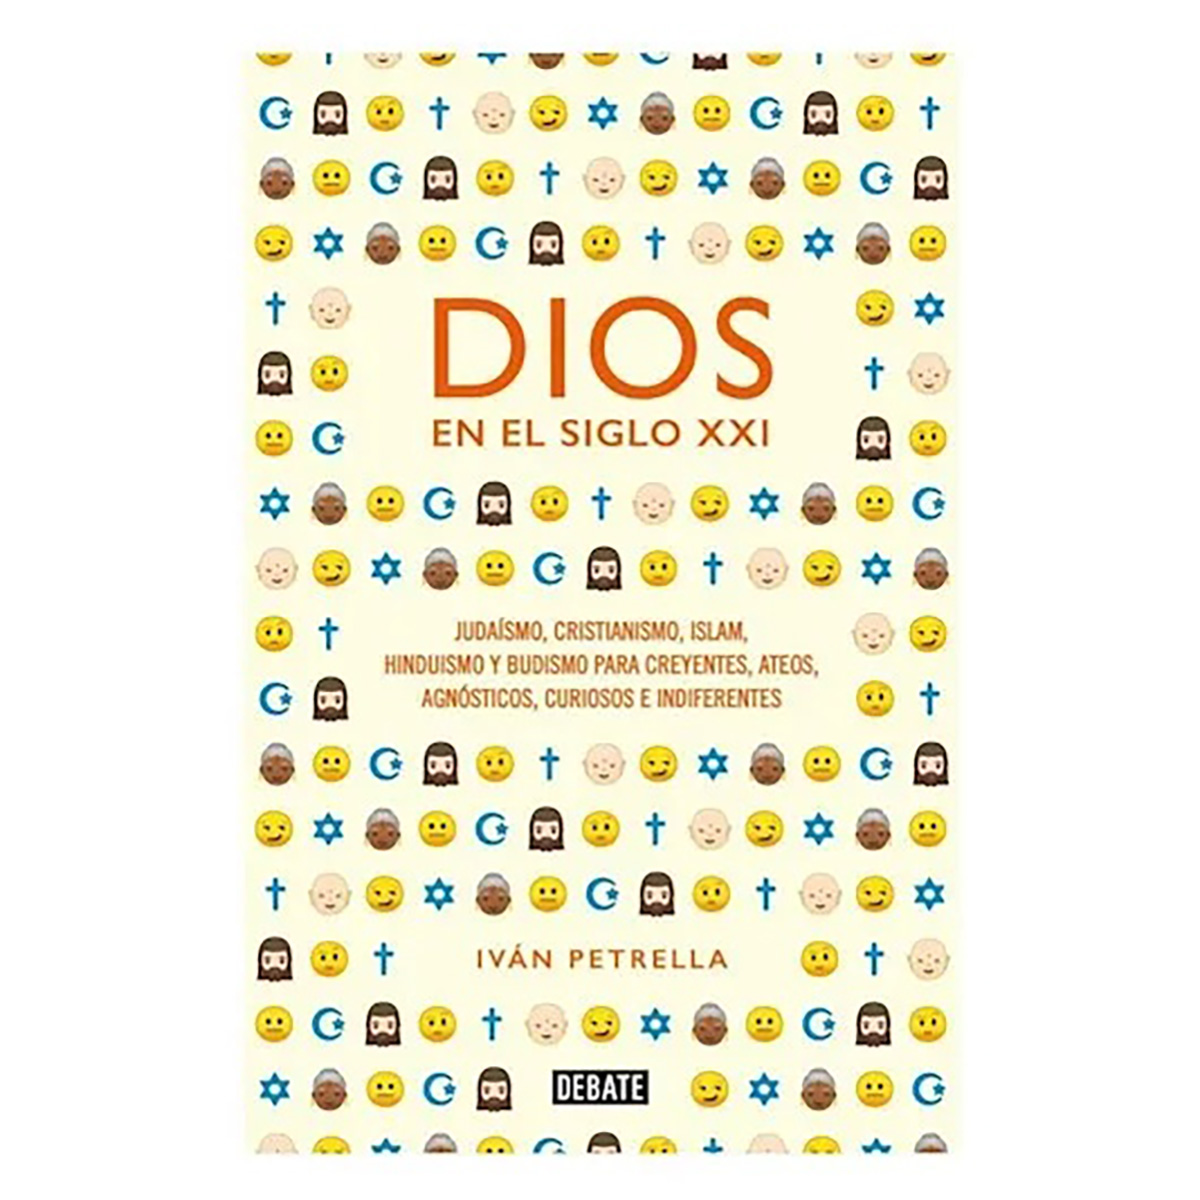 DIOS
EN EL SIGLO XXI
JUDAÍSMO, CRISTIANISMO, ISLAM,
HINDUISMO Y BUDISMO PARA CREYENTES, ATEOS,
AGNÓSTICOS, CURIOSOS E INDIFERENTES
IVÁN PETRELLA
DEBATE